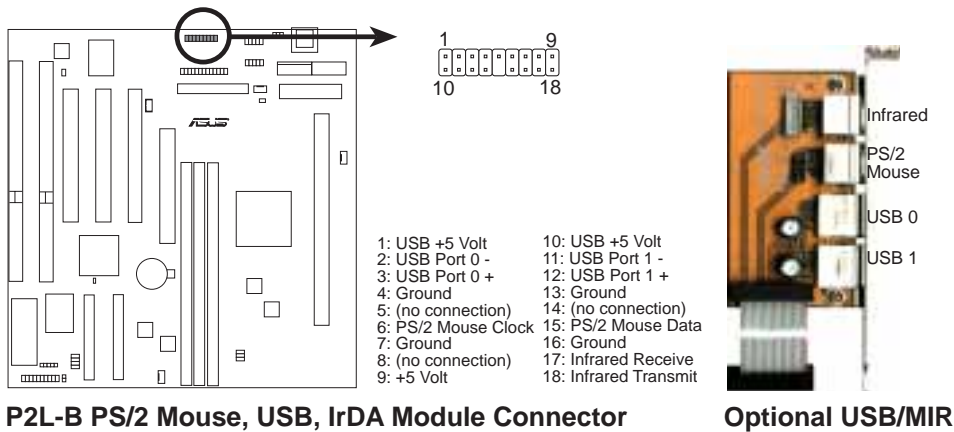 ASUS
1 9
10 18
1: USB +5 Volt
2: USB Port 0 -
3: USB Port 0 +
4: Ground
5: (no connection)
6: PS/2 Mouse Clock
7: Ground
8: (no connection)
9: +5 Volt
10: USB +5 Volt
11: USB Port 1 -
12: USB Port 1 +
13: Ground
14: (no connection)
15: PS/2 Mouse Data
16: Ground
17: Infrared Receive
18: Infrared Transmit
Infrared
PS/2
Mouse
USB 0
USB 1
P2L-B PS/2 Mouse, USB, IrDA Module Connector
Optional USB/MIR